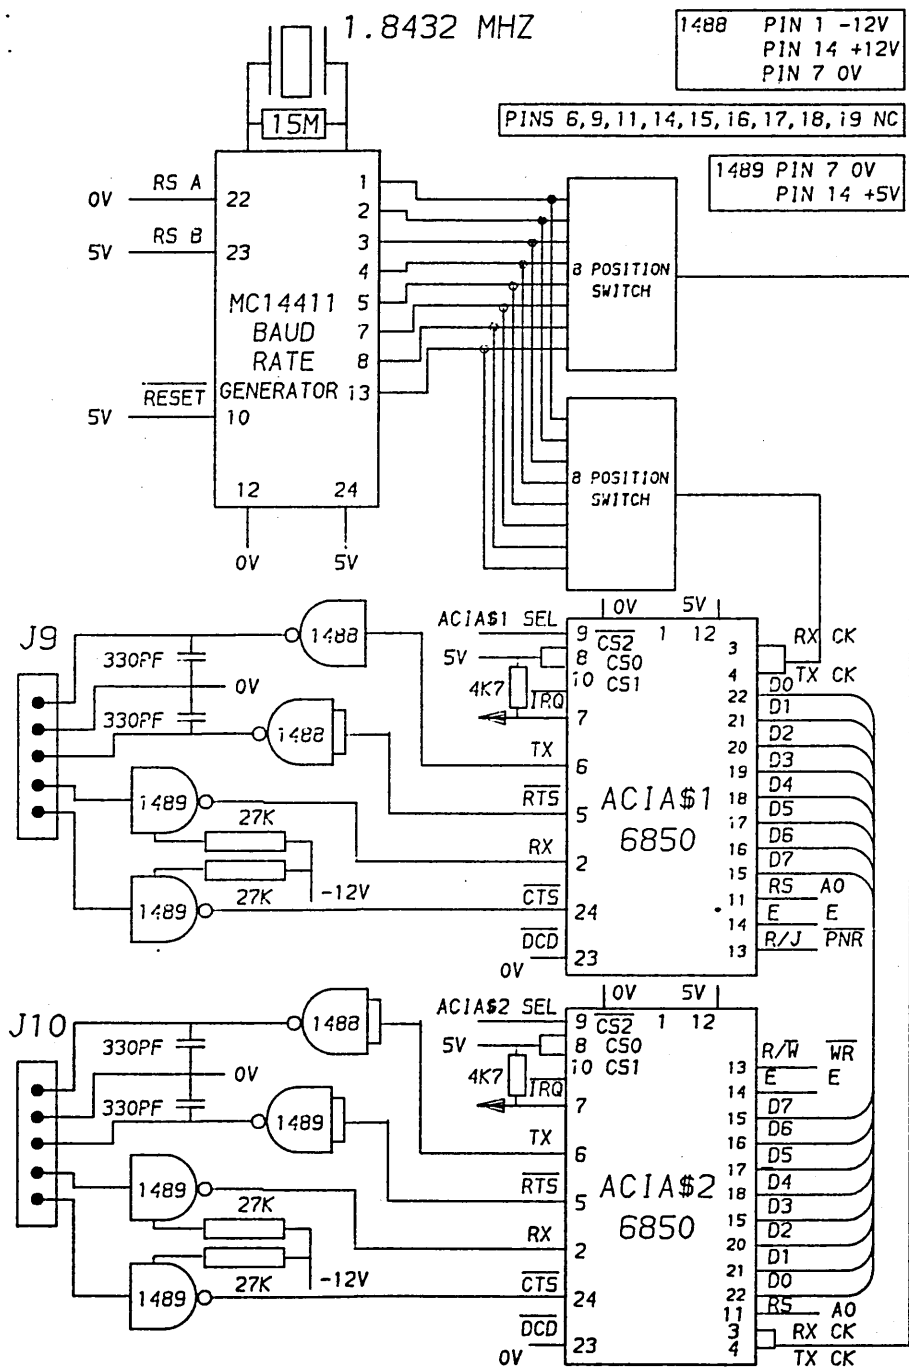 1.8432 MHZ
1488 PIN 1 -12V
PIN 14 +12V
PIN 7 0V
15M
PINS 6,9,11,14,15,16,17,18,19 NC
1489 PIN 7 0V
PIN 14 +5V
0V RS A 22
5V RS B 23
MC14411
BAUD
RATE
GENERATOR
5V RESET 10
1
2
3
4
5
7
8
13
12 24
0V 5V
8 POSITION
SWITCH
8 POSITION
SWITCH
J9
330PF
0V
330PF
1488
1488
1489
27K
27K
-12V
1489
0V 5V
ACIA$1 SEL 9 CS2 1 12
5V 8 CS0
10 CS1
4K7 IRQ 7
TX 6
RTS 5
RX 2
CTS 24
DCD 23
0V
ACIA$1
6850
3 RX CK
4 TX CK
22 D0
21 D1
20 D2
19 D3
18 D4
17 D5
16 D6
15 D7
11 RS A0
14 E E
13 R/J PNR
J10
330PF
0V
330PF
1488
1489
1489
27K
27K
-12V
1489
0V 5V
ACIA$2 SEL 9 CS2 1 12
5V 8 CS0
10 CS1
4K7 IRQ 7
TX 6
RTS 5
RX 2
CTS 24
DCD 23
0V
ACIA$2
6850
13 R/W WR
14 E E
15 D7
16 D6
17 D5
18 D4
15 D3
20 D2
21 D1
22 D0
11 RS A0
3 RX CK
4 TX CK